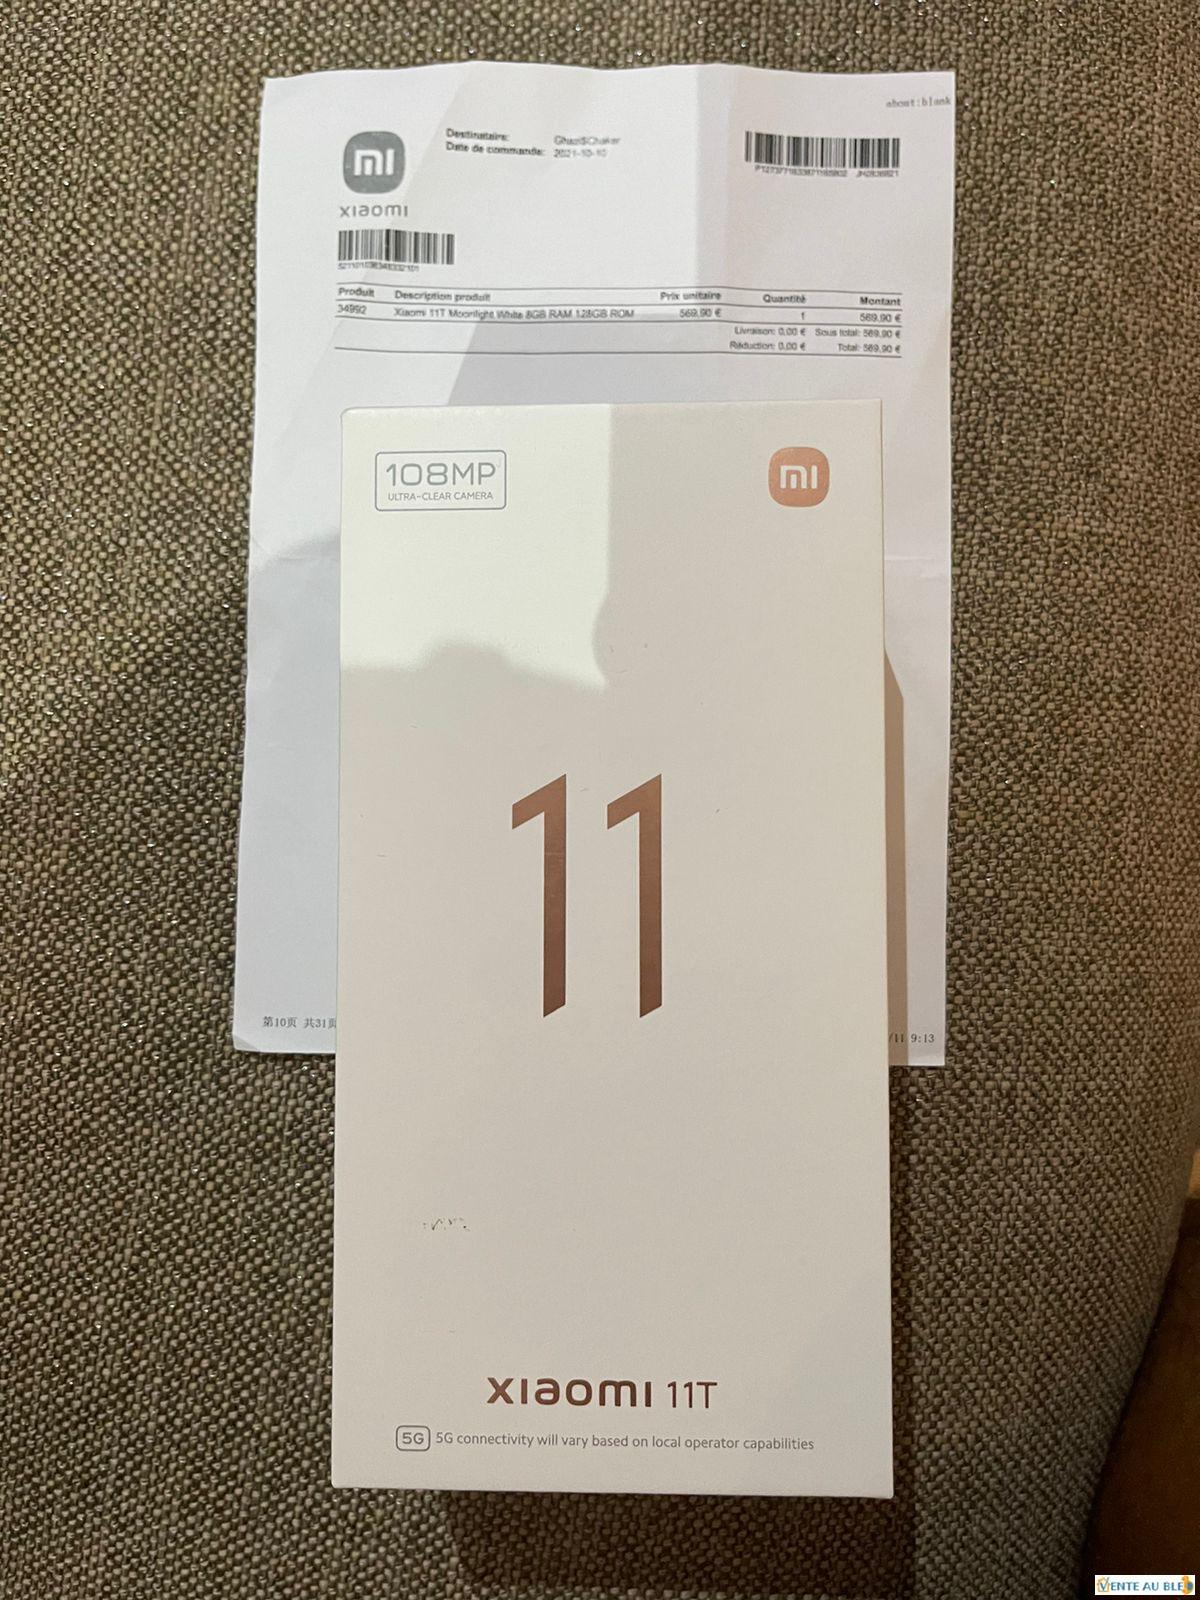 about:blank
mi
xiaomi
Destinataire:
Date de commande: 2021-10-10
Produit Description produit Prix unitaire Quantité Montant
34992 Xiaomi 11T Moonlight White 8GB RAM 128GB ROM 569,90 € 1 569,90 €
Livraison: 0,00 € Sous total: 569,90 €
Réduction: 0,00 € Total: 569,90 €
108MP
ULTRA-CLEAR CAMERA
mi
11
第10页 共31页
/11 9:13
xiaomi 11T
5G 5G connectivity will vary based on local operator capabilities
VENTE AU BLED